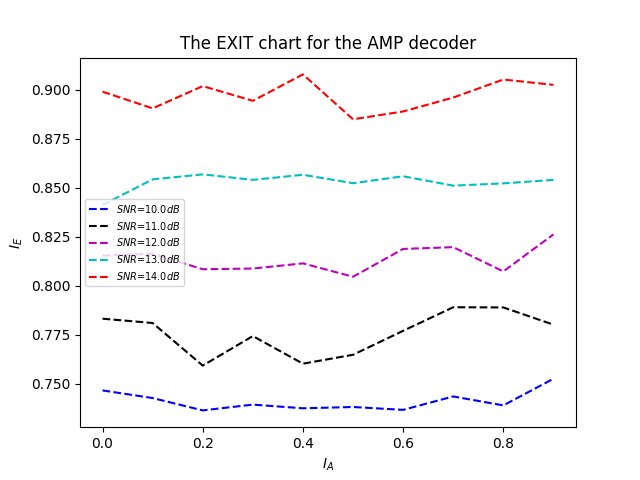 The EXIT chart for the AMP decoder
0.900
0.875
0.850
0.825
0.800
0.775
0.750
I_E
SNR=10.0dB
SNR=11.0dB
SNR=12.0dB
SNR=13.0dB
SNR=14.0dB
0.0 0.2 0.4 0.6 0.8
I_A